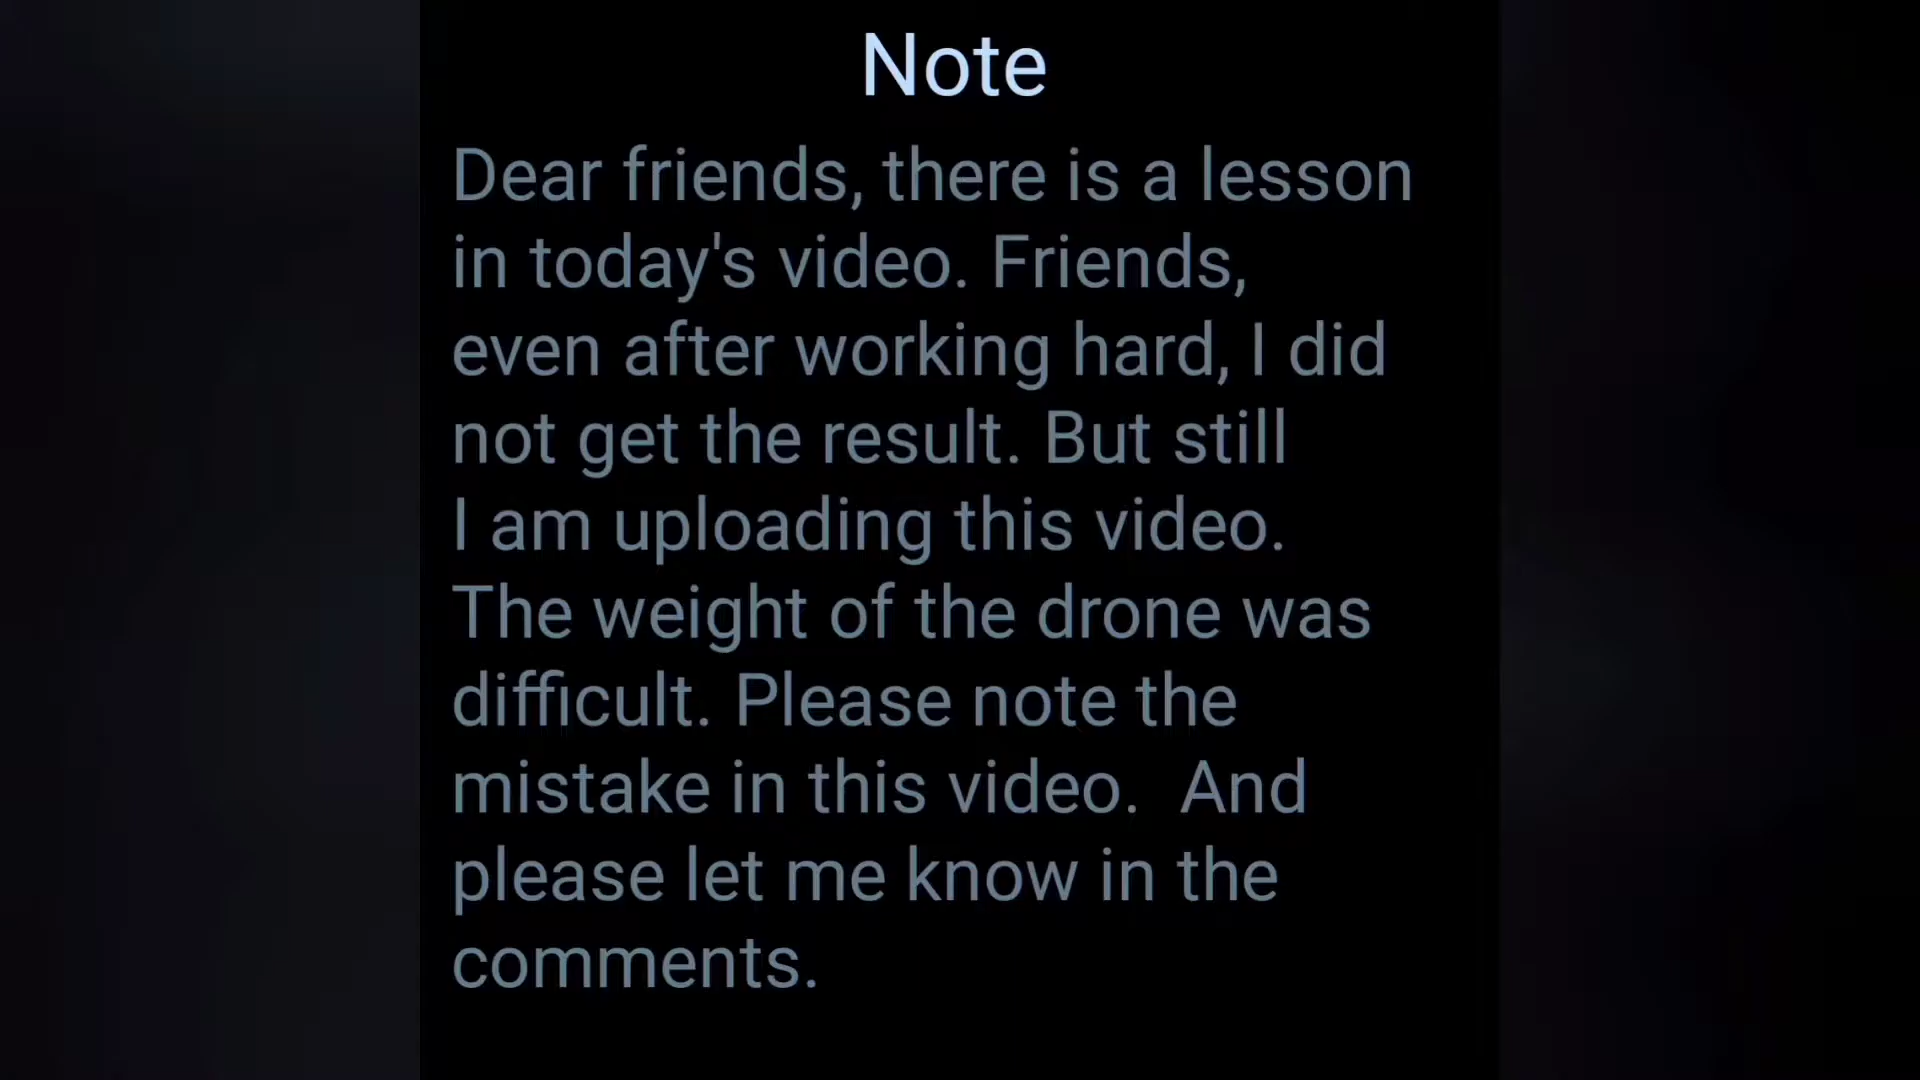 Note
Dear friends, there is a lesson
in today's video. Friends,
even after working hard, I did
not get the result. But still
I am uploading this video.
The weight of the drone was
difficult. Please note the
mistake in this video.  And
please let me know in the
comments.